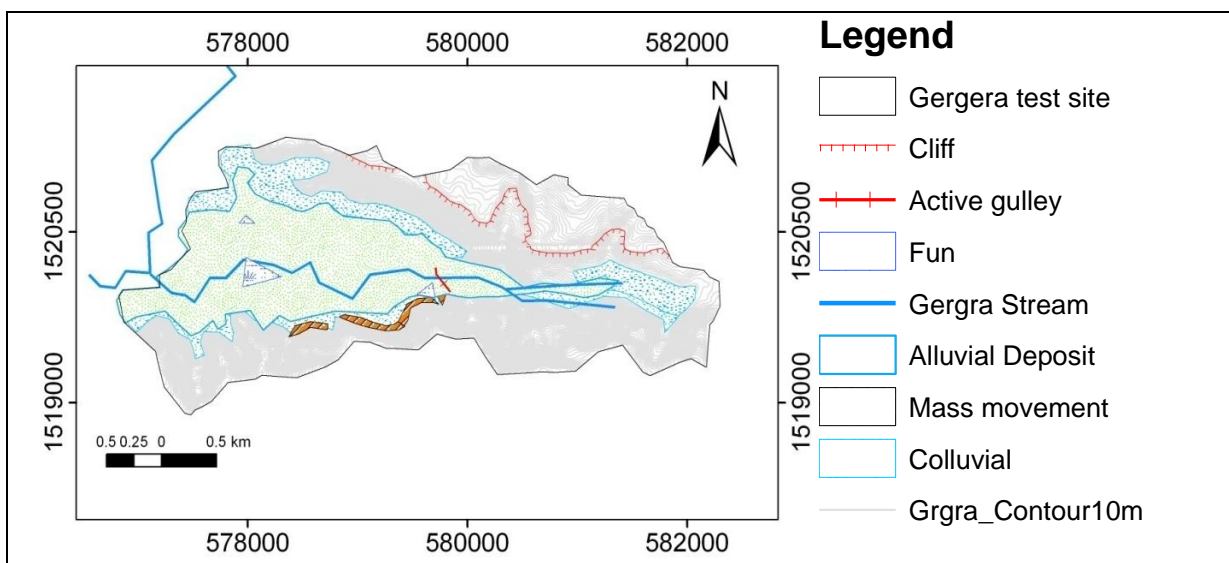 578000 580000 582000
N
1520500 1520500
1519000 1519000
0.5 0.25 0 0.5 km
578000 580000 582000
Legend
Gergera test site
Cliff
Active gulley
Fun
Gergra Stream
Alluvial Deposit
Mass movement
Colluvial
Grgra_Contour10m